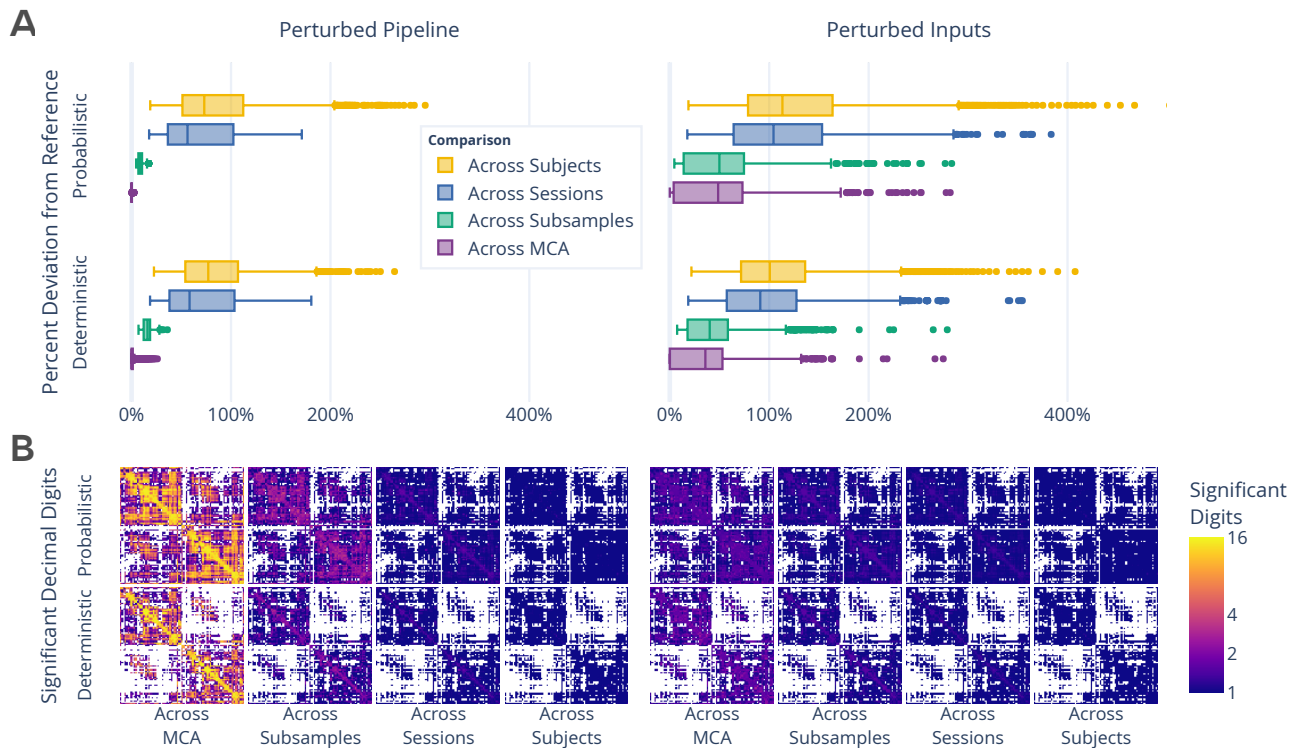 A
Perturbed Pipeline
Perturbed Inputs
Percent Deviation from Reference
Probabilistic
Deterministic
Comparison
Across Subjects
Across Sessions
Across Subsamples
Across MCA
0%
100%
200%
400%
0%
100%
200%
400%
B
Significant Decimal Digits
Probabilistic
Probabilistic
Deterministic
Across
MCA
Across
Subsamples
Across
Sessions
Across
Subjects
Across
MCA
Across
Subsamples
Across
Sessions
Across
Subjects
Significant
Digits
16
4
2
1